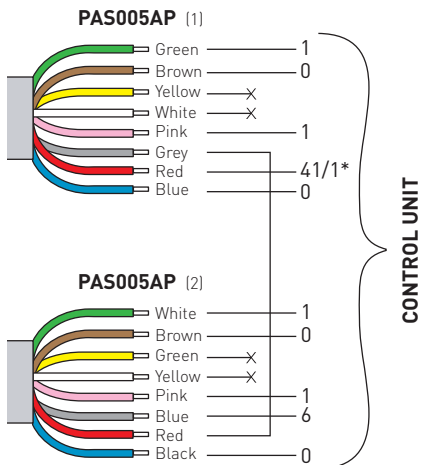 PAS005AP (1)
Green 1
Brown 0
Yellow X
White X
Pink 1
Grey
Red 41/1*
Blue 0
CONTROL UNIT
PAS005AP (2)
White 1
Brown 0
Green X
Yellow X
Pink 1
Blue 6
Red
Black 0